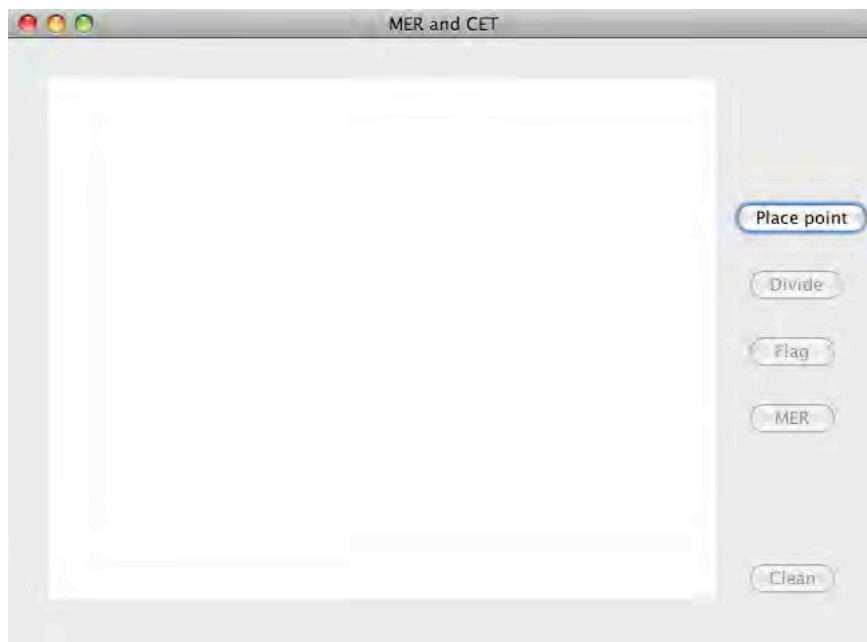 MER and CET
Place point
Divide
Flag
MER
Clean